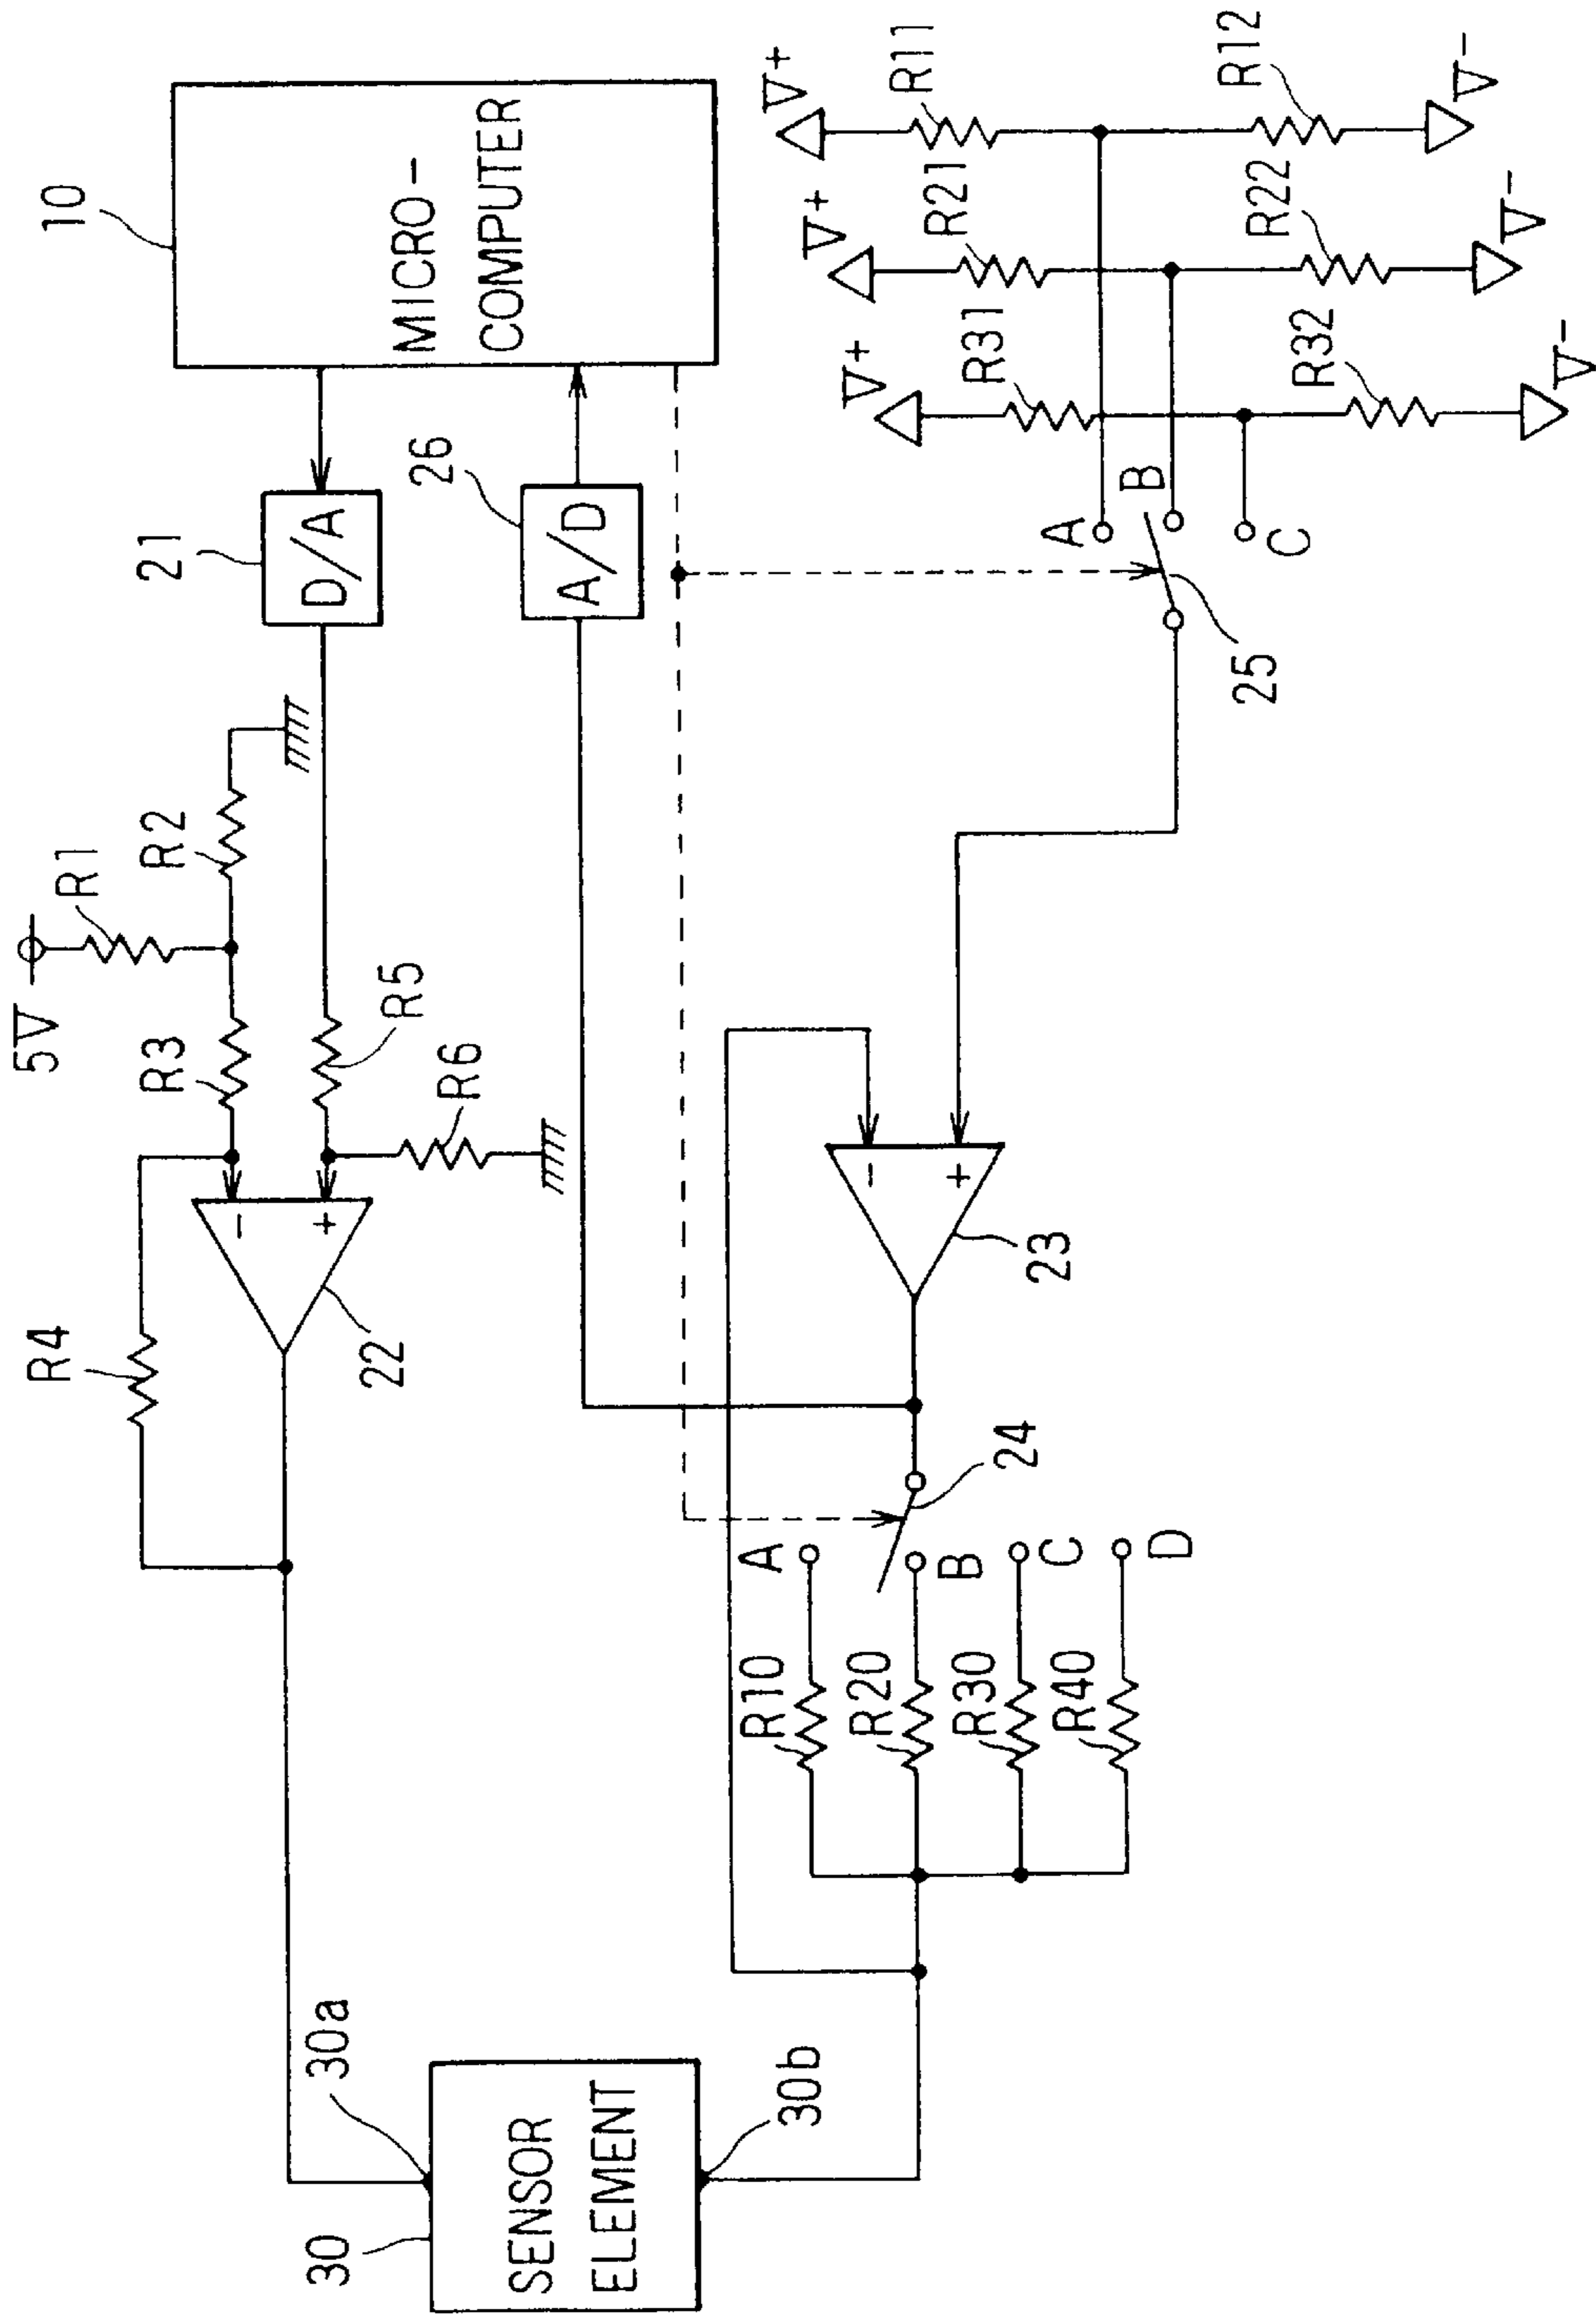 10
MICRO-
COMPUTER
21
D/A
26
A/D
5V
R1
R2
R3
R4
R5
R6
-
+
22
-
+
23
24
A
B
C
D
R10
R20
R30
R40
25
A
B
C
V+
V+
V+
R11
R21
R31
R12
R22
R32
V-
V-
V-
30
30a
30b
SENSOR
ELEMENT